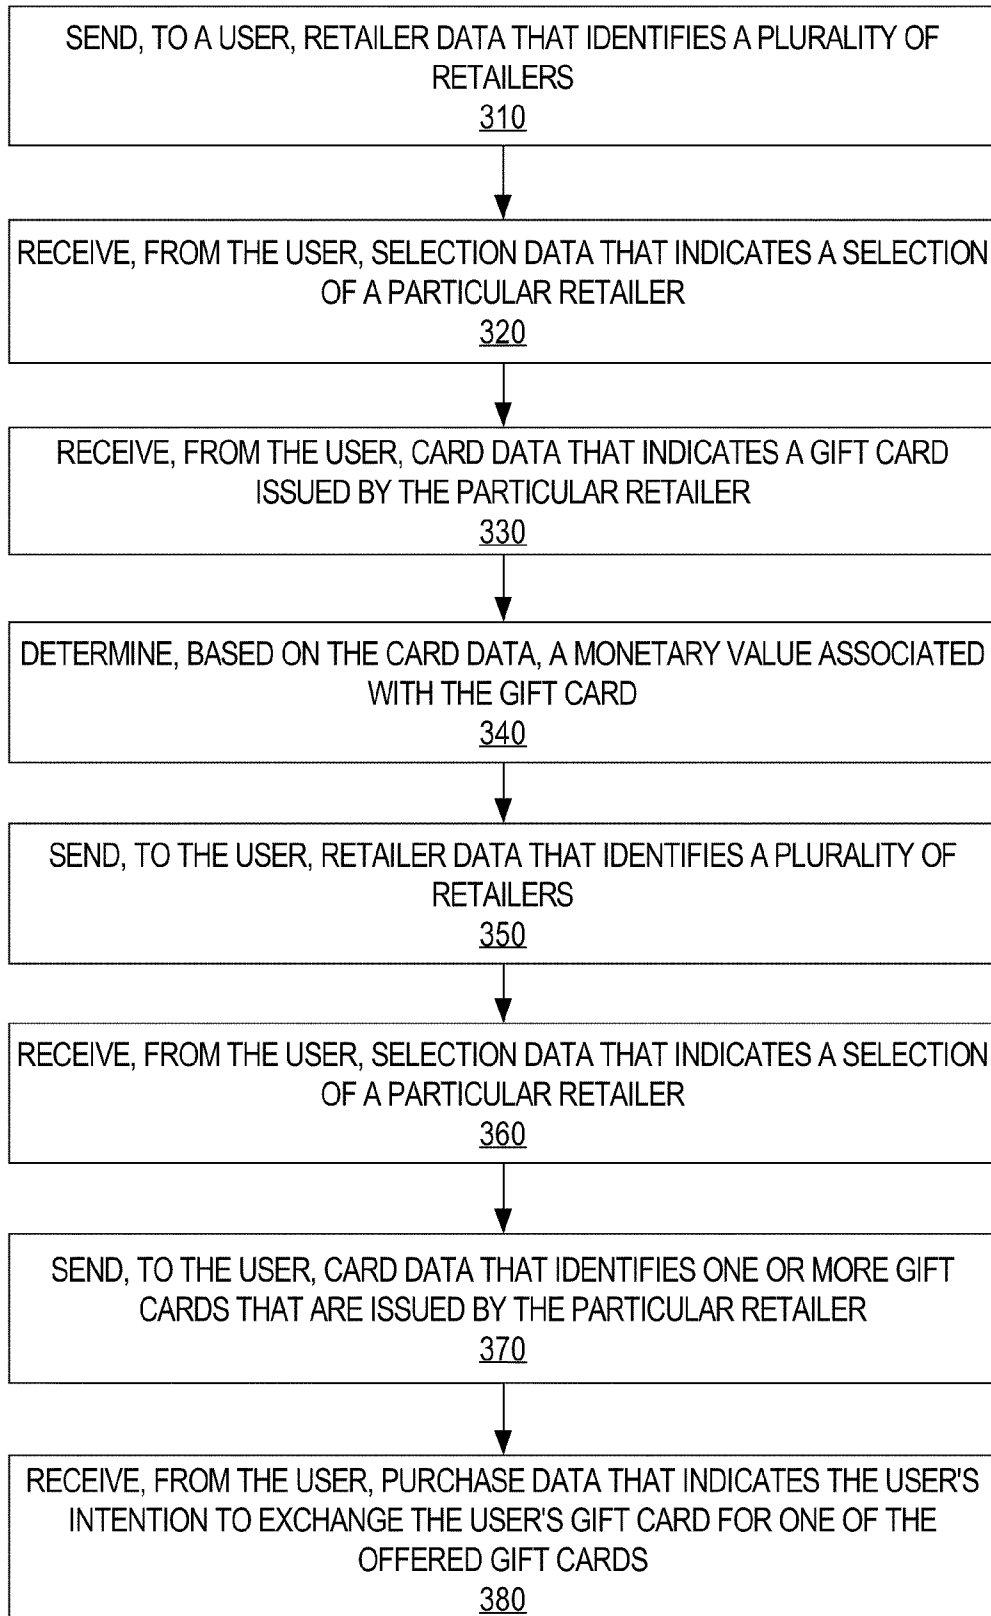 SEND, TO A USER, RETAILER DATA THAT IDENTIFIES A PLURALITY OF
RETAILERS
310
RECEIVE, FROM THE USER, SELECTION DATA THAT INDICATES A SELECTION
OF A PARTICULAR RETAILER
320
RECEIVE, FROM THE USER, CARD DATA THAT INDICATES A GIFT CARD
ISSUED BY THE PARTICULAR RETAILER
330
DETERMINE, BASED ON THE CARD DATA, A MONETARY VALUE ASSOCIATED
WITH THE GIFT CARD
340
SEND, TO THE USER, RETAILER DATA THAT IDENTIFIES A PLURALITY OF
RETAILERS
350
RECEIVE, FROM THE USER, SELECTION DATA THAT INDICATES A SELECTION
OF A PARTICULAR RETAILER
360
SEND, TO THE USER, CARD DATA THAT IDENTIFIES ONE OR MORE GIFT
CARDS THAT ARE ISSUED BY THE PARTICULAR RETAILER
370
RECEIVE, FROM THE USER, PURCHASE DATA THAT INDICATES THE USER'S
INTENTION TO EXCHANGE THE USER'S GIFT CARD FOR ONE OF THE
OFFERED GIFT CARDS
380